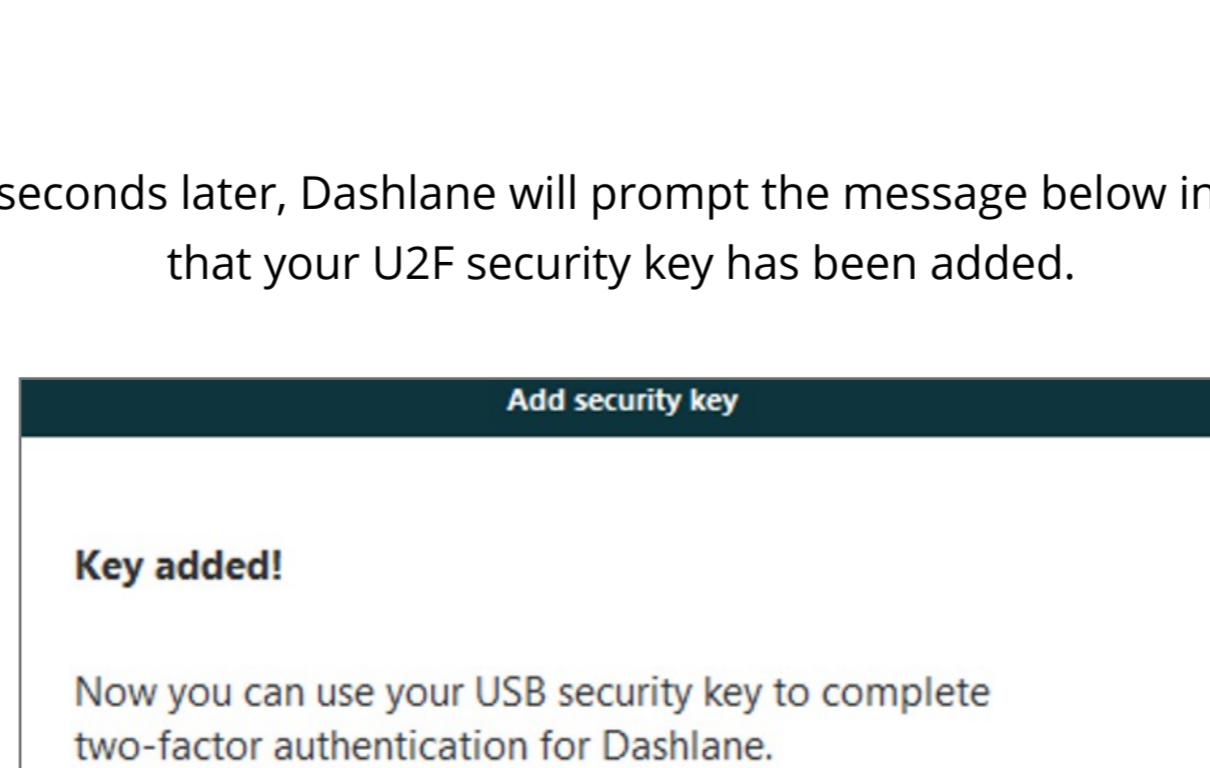 seconds later, Dashlane will prompt the message below in
that your U2F security key has been added.
Add security key
Key added!
Now you can use your USB security key to complete
two-factor authentication for Dashlane.